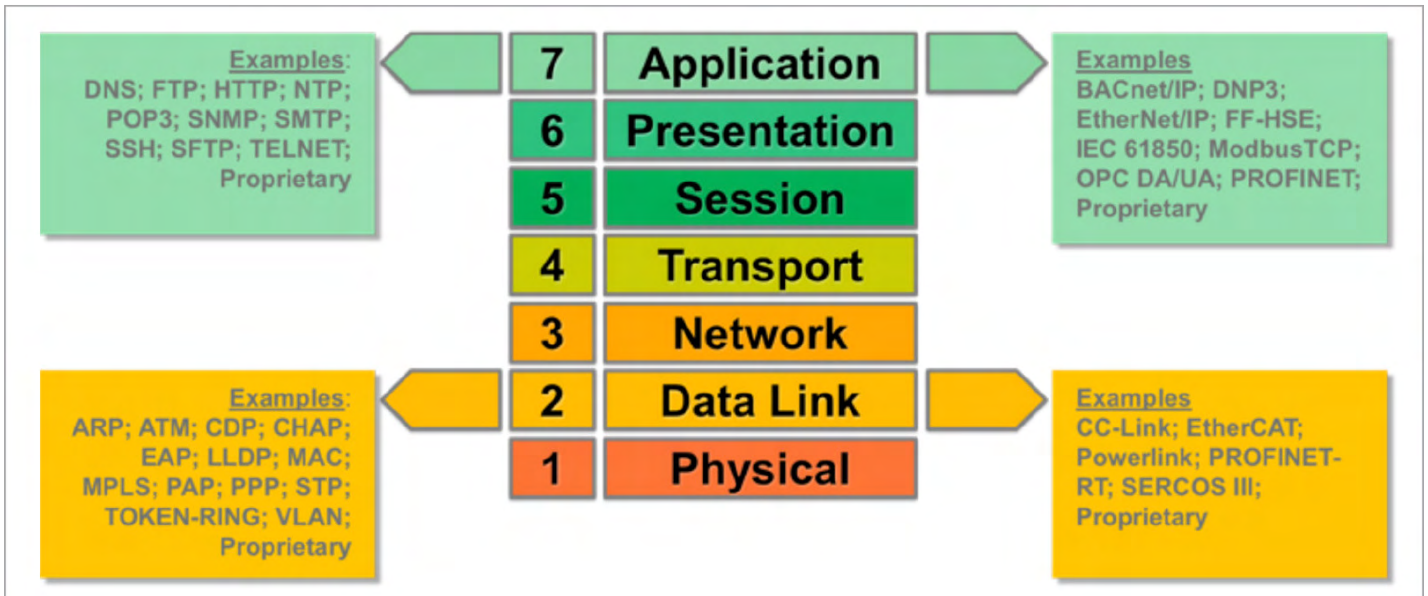 Examples:
DNS; FTP; HTTP; NTP;
POP3; SNMP; SMTP;
SSH; SFTP; TELNET;
Proprietary
7 Application
6 Presentation
5 Session
4 Transport
3 Network
2 Data Link
1 Physical
Examples
BACnet/IP; DNP3;
EtherNet/IP; FF-HSE;
IEC 61850; ModbusTCP;
OPC DA/UA; PROFINET;
Proprietary
Examples:
ARP; ATM; CDP; CHAP;
EAP; LLDP; MAC;
MPLS; PAP; PPP; STP;
TOKEN-RING; VLAN;
Proprietary
Examples
CC-Link; EtherCAT;
Powerlink; PROFINET-
RT; SERCOS III;
Proprietary